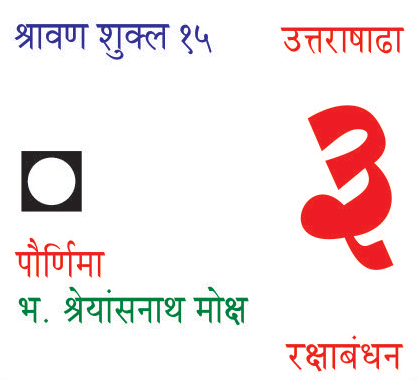 श्रावण शुक्ल १५
उत्तराषाढा
३
पौर्णिमा
भ. श्रेयांसनाथ मोक्ष
रक्षाबंधन